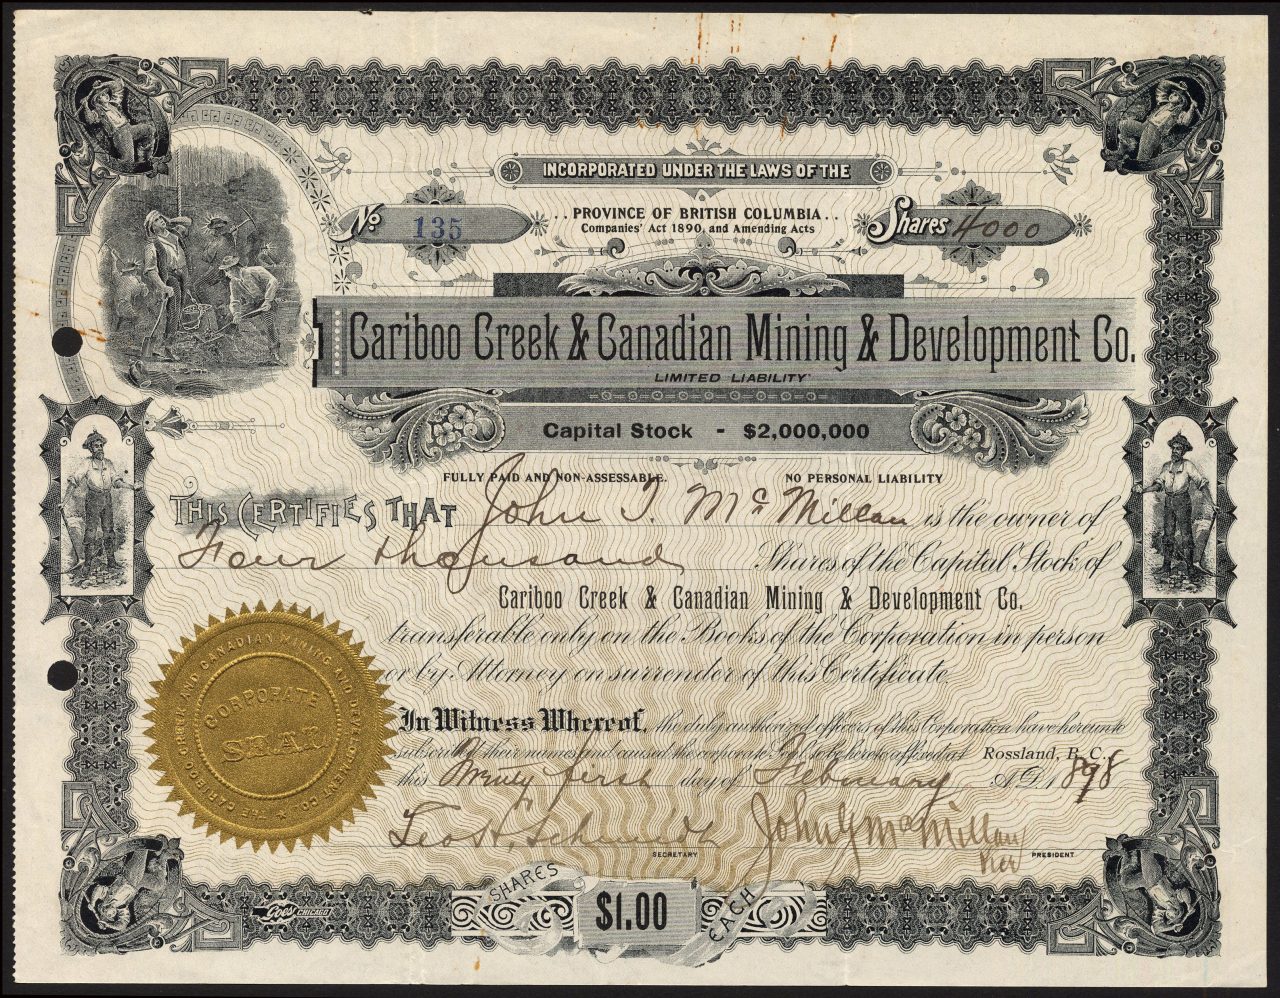 INCORPORATED UNDER THE LAWS OF THE
No. 135
. . PROVINCE OF BRITISH COLUMBIA . .
Companies' Act 1890, and Amending Acts
Shares 4000
Cariboo Creek & Canadian Mining & Development Co.
LIMITED LIABILITY
Capital Stock - $2,000,000
FULLY PAID AND NON-ASSESSABLE. NO PERSONAL LIABILITY
THIS CERTIFIES THAT John T. McMillan is the owner of
Four thousand Shares of the Capital Stock of
Cariboo Creek & Canadian Mining & Development Co.
transferable only on the Books of the Corporation in person
or by Attorney on surrender of this Certificate
In Witness Whereof, the duly authorized officers of this Corporation have hereunto
subscribed their names and caused the corporate Seal to be hereto affixed at Rossland, B. C.,
this Twenty first day of February A.D. 1898
Geo H. Schmidt SECRETARY
John Y McMillan PRESIDENT
THE CARIBOO CREEK AND CANADIAN MINING AND DEVELOPMENT CO.
CORPORATE
SEAL
SHARES $1.00 EACH
Goes CHICAGO